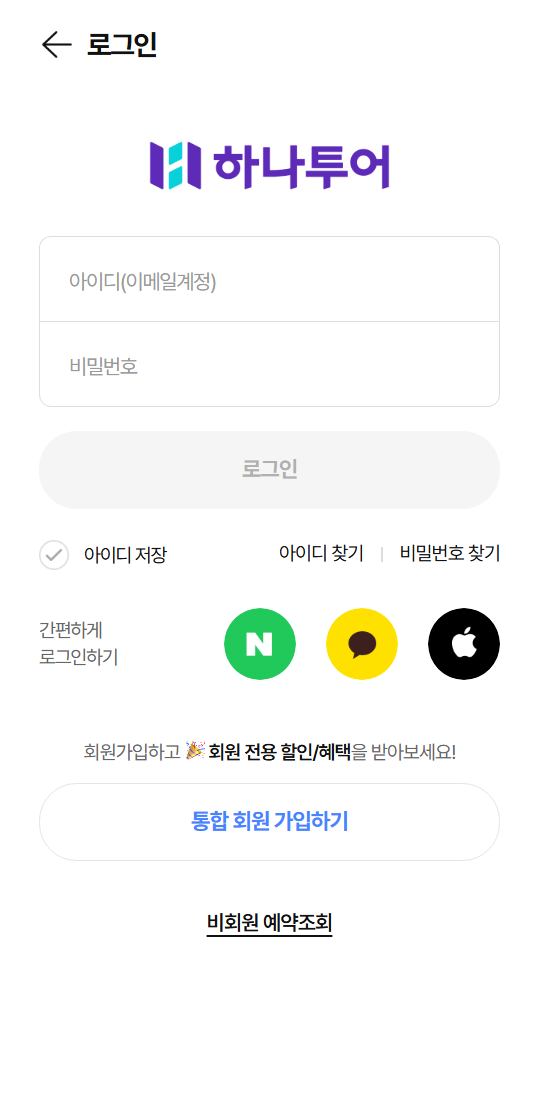 로그인
하나투어
아이디(이메일계정)
비밀번호
로그인
아이디 저장
아이디 찾기
비밀번호 찾기
간편하게
로그인하기
N
회원가입하고 🎉 회원 전용 할인/혜택을 받아보세요!
통합 회원 가입하기
비회원 예약조회